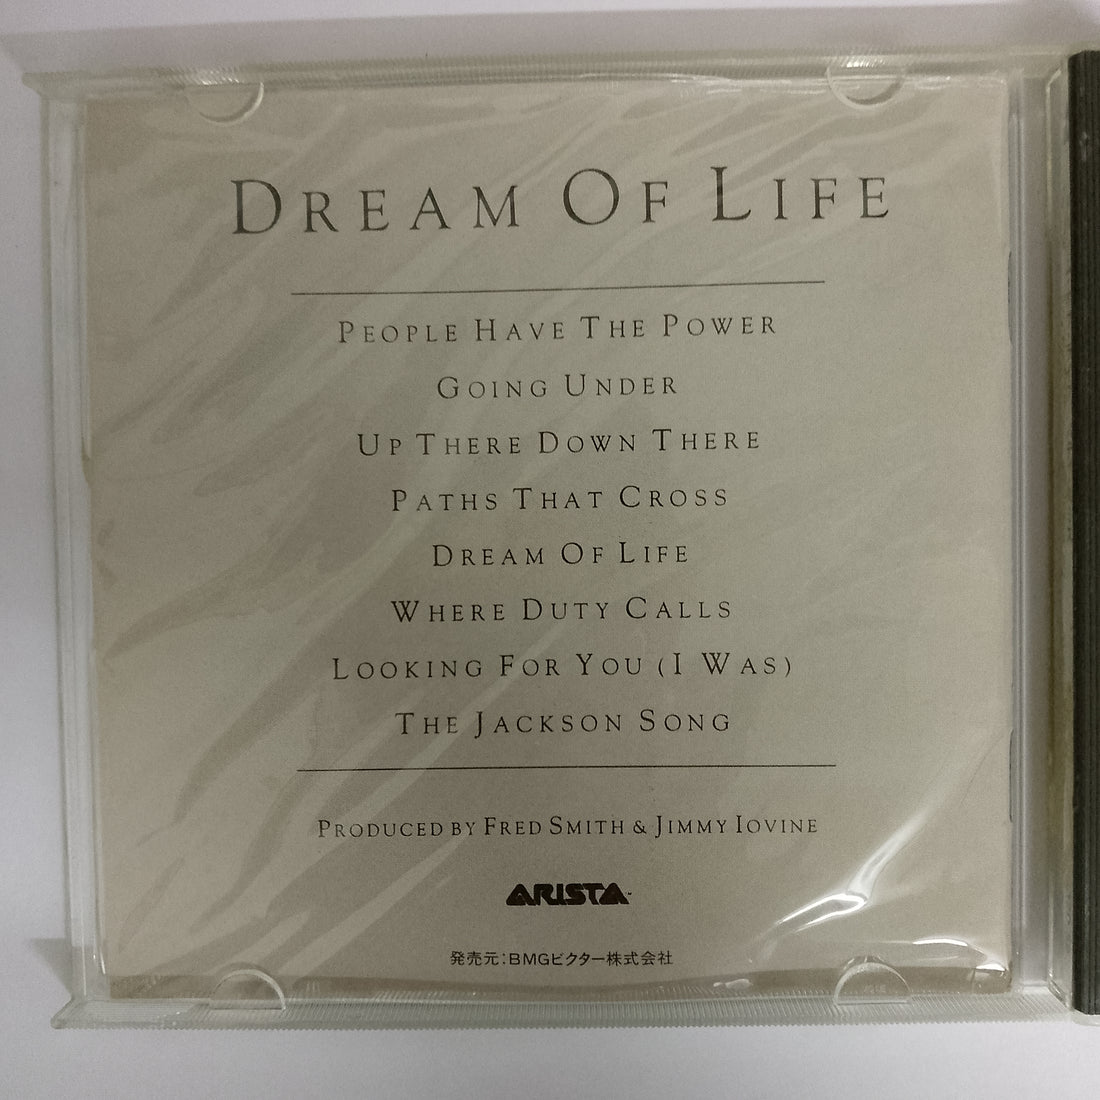 DREAM OF LIFE
PEOPLE HAVE THE POWER
GOING UNDER
UP THERE DOWN THERE
PATHS THAT CROSS
DREAM OF LIFE
WHERE DUTY CALLS
LOOKING FOR YOU (I WAS)
THE JACKSON SONG
PRODUCED BY FRED SMITH & JIMMY IOVINE
ARISTA
発売元:BMGビクター株式会社